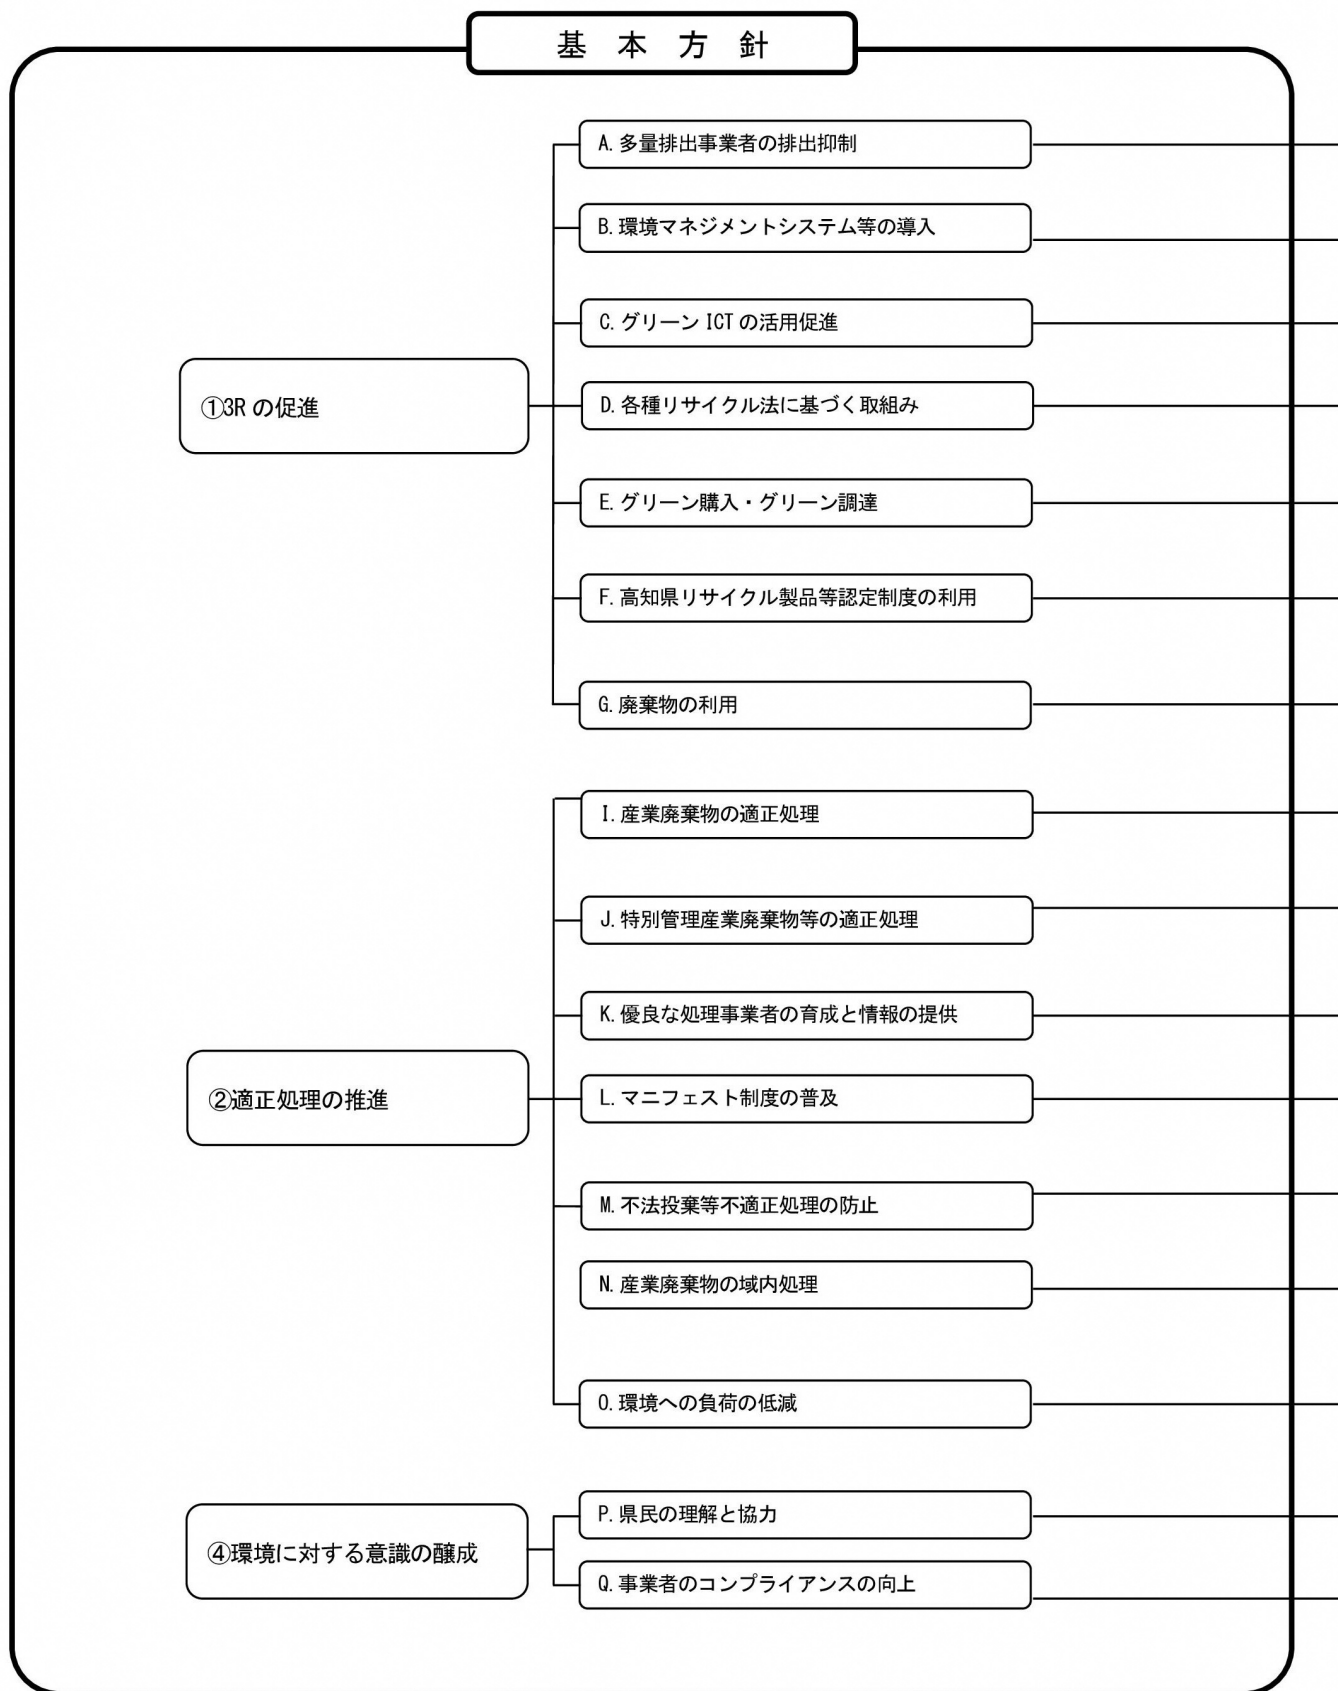 基本方針
A. 多量排出事業者の排出抑制
B. 環境マネジメントシステム等の導入
C. グリーン ICT の活用促進
①3R の促進
D. 各種リサイクル法に基づく取組み
E. グリーン購入・グリーン調達
F. 高知県リサイクル製品等認定制度の利用
G. 廃棄物の利用
I. 産業廃棄物の適正処理
J. 特別管理産業廃棄物等の適正処理
K. 優良な処理事業者の育成と情報の提供
②適正処理の推進
L. マニフェスト制度の普及
M. 不法投棄等不適正処理の防止
N. 産業廃棄物の域内処理
O. 環境への負荷の低減
P. 県民の理解と協力
④環境に対する意識の醸成
Q. 事業者のコンプライアンスの向上